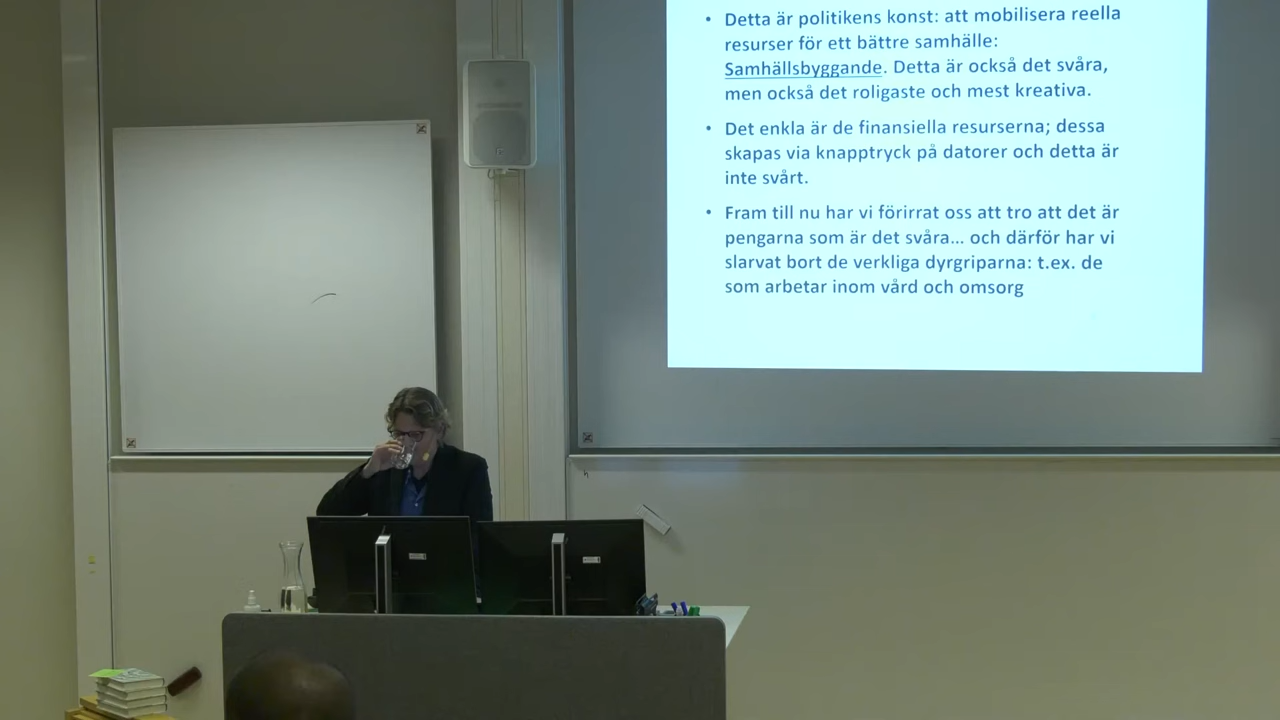 • Detta är politikens konst: att mobilisera reella
resurser för ett bättre samhälle:
Samhällsbyggande. Detta är också det svåra,
men också det roligaste och mest kreativa.
• Det enkla är de finansiella resurserna; dessa
skapas via knapptryck på datorer och detta är
inte svårt.
• Fram till nu har vi förirrat oss att tro att det är
pengarna som är det svåra... och därför har vi
slarvat bort de verkliga dyrgriparna: t.ex. de
som arbetar inom vård och omsorg